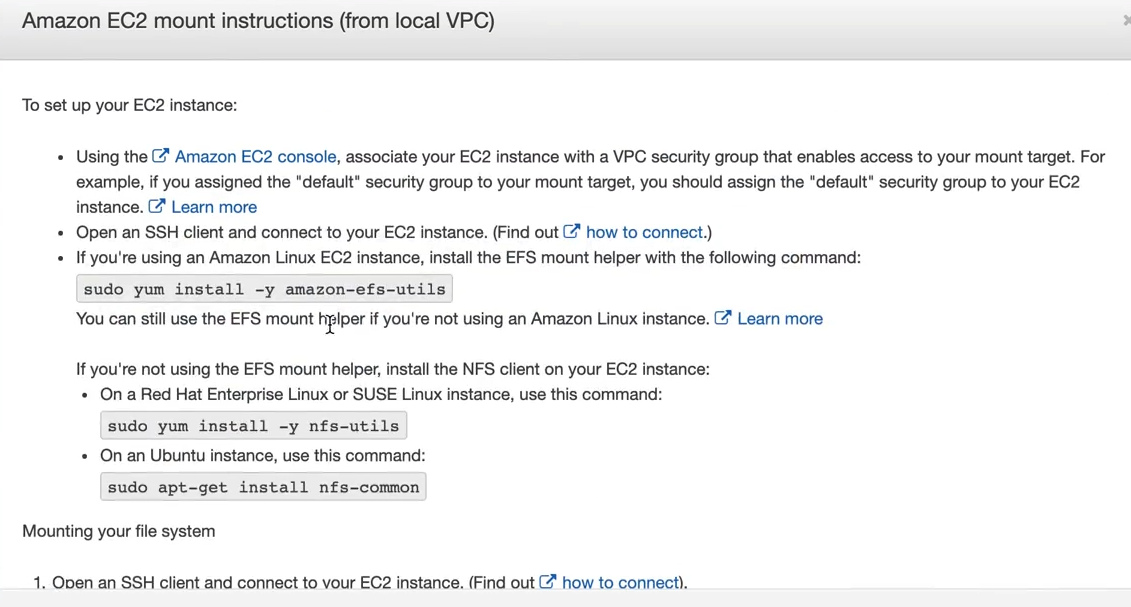 Amazon EC2 mount instructions (from local VPC)
To set up your EC2 instance:
Using the Amazon EC2 console, associate your EC2 instance with a VPC security group that enables access to your mount target. For
example, if you assigned the "default" security group to your mount target, you should assign the "default" security group to your EC2
instance. Learn more
Open an SSH client and connect to your EC2 instance. (Find out how to connect.)
If you're using an Amazon Linux EC2 instance, install the EFS mount helper with the following command:
sudo yum install -y amazon-efs-utils
You can still use the EFS mount helper if you're not using an Amazon Linux instance. Learn more
If you're not using the EFS mount helper, install the NFS client on your EC2 instance:
On a Red Hat Enterprise Linux or SUSE Linux instance, use this command:
sudo yum install -y nfs-utils
On an Ubuntu instance, use this command:
sudo apt-get install nfs-common
Mounting your file system
1. Open an SSH client and connect to your EC2 instance. (Find out how to connect).